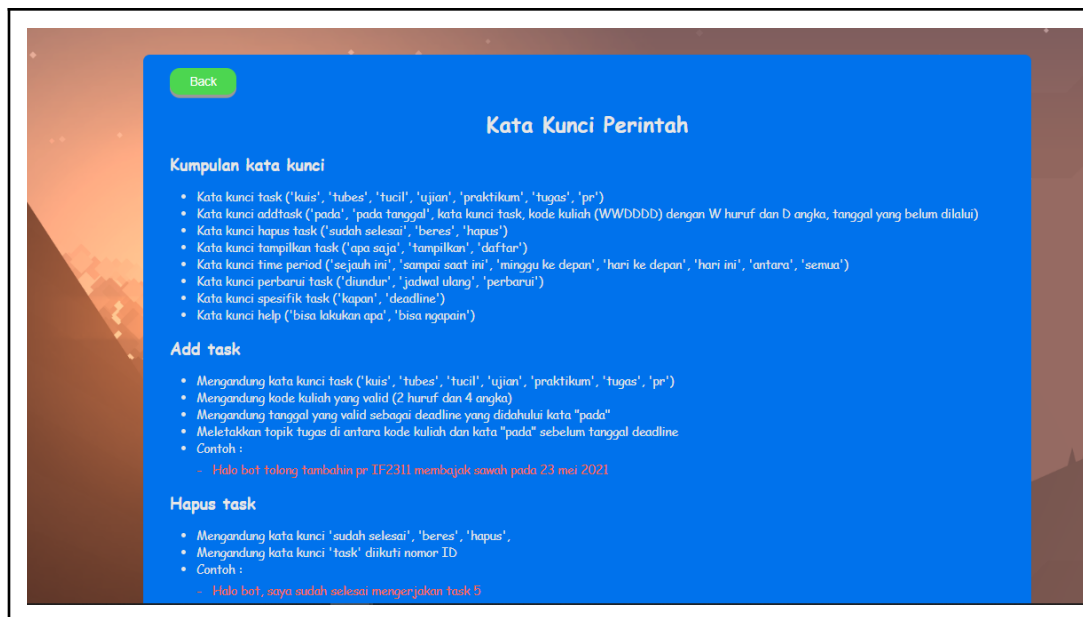 Back
Kata Kunci Perintah
Kumpulan kata kunci
• Kata kunci task ('kuis', 'tubes', 'tucil', 'ujian', 'praktikum', 'tugas', 'pr')
• Kata kunci addtask ('pada', 'pada tanggal', kata kunci task, kode kuliah (WWDDDD) dengan W huruf dan D angka, tanggal yang belum dilalui)
• Kata kunci hapus task ('sudah selesai', 'beres', 'hapus')
• Kata kunci tampilkan task ('apa saja', 'tampilkan', 'daftar')
• Kata kunci time period ('sejauh ini', 'sampai saat ini', 'minggu ke depan', 'hari ke depan', 'hari ini', 'antara', 'semua')
• Kata kunci perbarui task ('diundur', 'jadwal ulang', 'perbarui')
• Kata kunci spesifik task ('kapan', 'deadline')
• Kata kunci help ('bisa lakukan apa', 'bisa ngapain')
Add task
• Mengandung kata kunci task ('kuis', 'tubes', 'tucil', 'ujian', 'praktikum', 'tugas', 'pr')
• Mengandung kode kuliah yang valid (2 huruf dan 4 angka)
• Mengandung tanggal yang valid sebagai deadline yang didahului kata "pada"
• Meletakkan topik tugas di antara kode kuliah dan kata "pada" sebelum tanggal deadline
• Contoh :
- Halo bot tolong tambahin pr IF2311 membajak sawah pada 23 mei 2021
Hapus task
• Mengandung kata kunci 'sudah selesai', 'beres', 'hapus',
• Mengandung kata kunci 'task' diikuti nomor ID
• Contoh :
- Halo bot, saya sudah selesai mengerjakan task 5